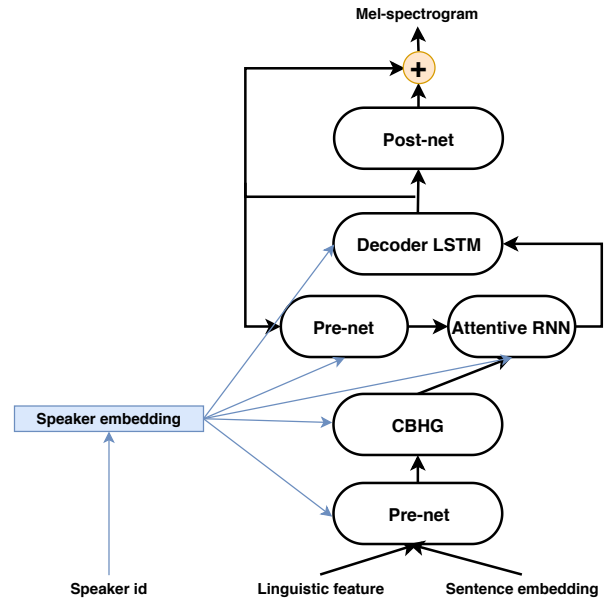 Mel-spectrogram
+
Post-net
Decoder LSTM
Pre-net
Attentive RNN
Speaker embedding
CBHG
Pre-net
Speaker id
Linguistic feature
Sentence embedding